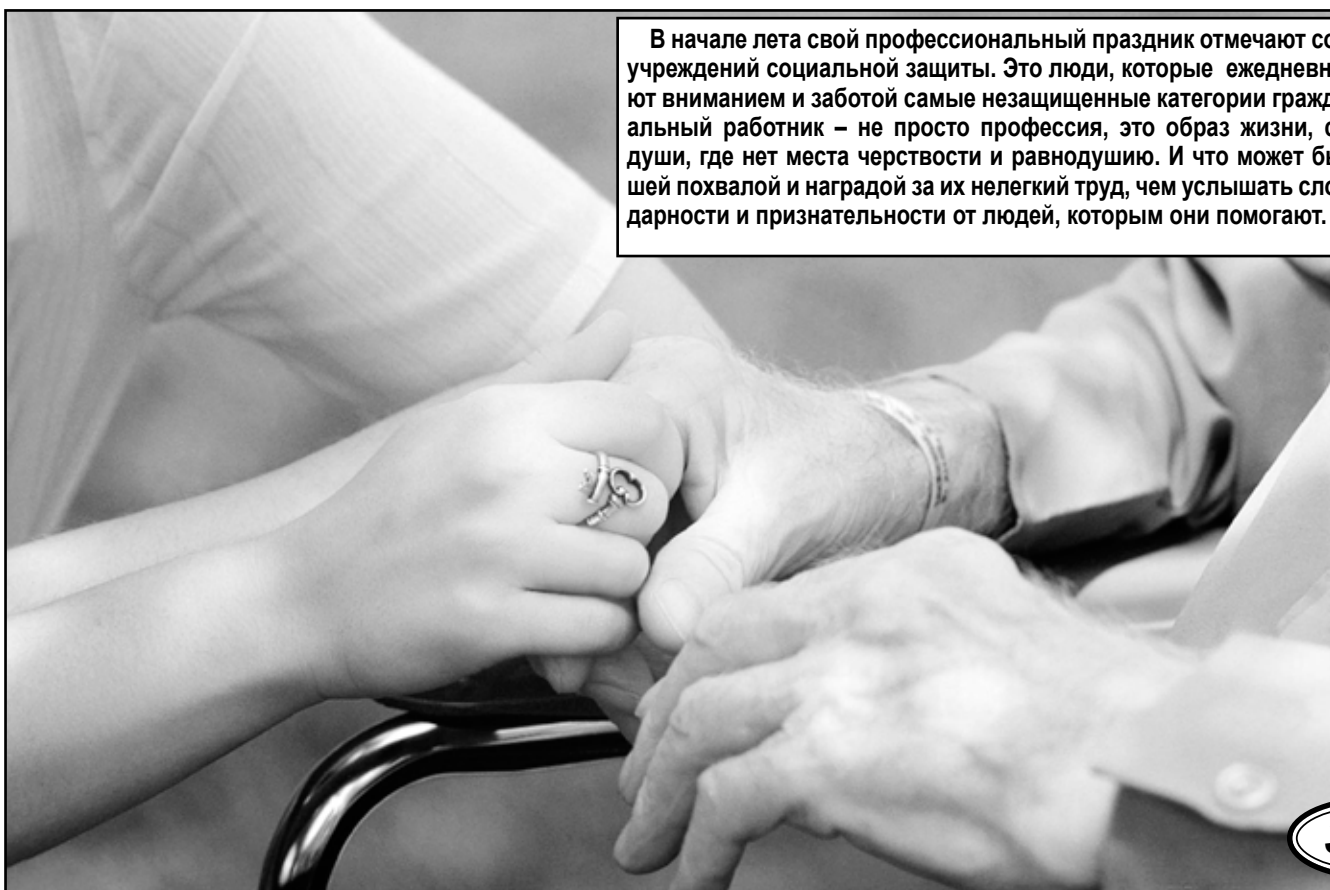 В начале лета свой профессиональный праздник отмечают
учреждений социальной защиты. Это люди, которые ежедневн
ют вниманием и заботой самые незащищенные категории гражд
альный работник – не просто профессия, это образ жизни,
души, где нет места черствости и равнодушию. И что может
шей похвалой и наградой за их нелегкий труд, чем услышать
дарности и признательности от людей, которым они помогают.